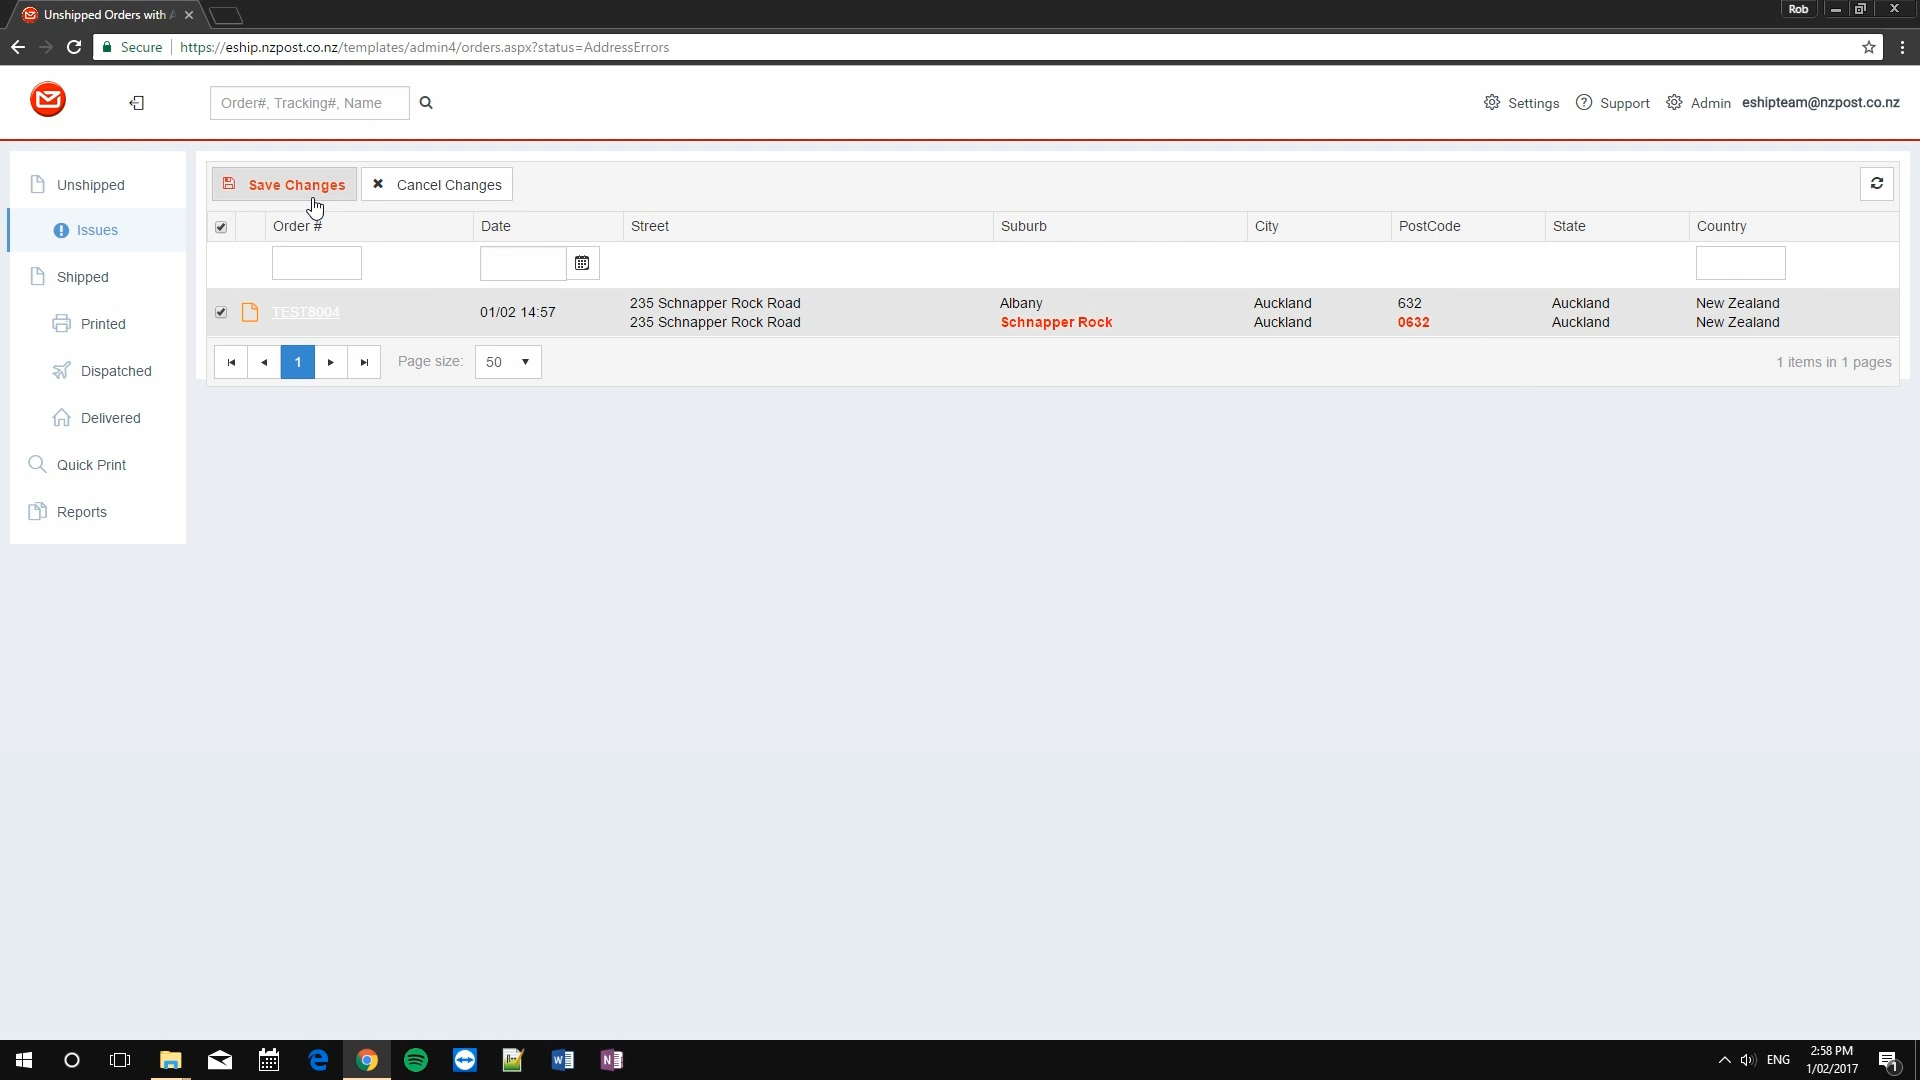 Unshipped Orders with A
Rob
Secure https://eship.nzpost.co.nz/templates/admin4/orders.aspx?status=AddressErrors
Order#, Tracking#, Name
Settings Support Admin eshipteam@nzpost.co.nz
Unshipped
Issues
Shipped
Printed
Dispatched
Delivered
Quick Print
Reports
Save Changes Cancel Changes
Order # Date Street Suburb City PostCode State Country
TEST8004 01/02 14:57
235 Schnapper Rock Road Albany Auckland 632 Auckland New Zealand
235 Schnapper Rock Road Schnapper Rock Auckland 0632 Auckland New Zealand
1 Page size: 50 1 items in 1 pages
ENG
2:58 PM
1/02/2017
1